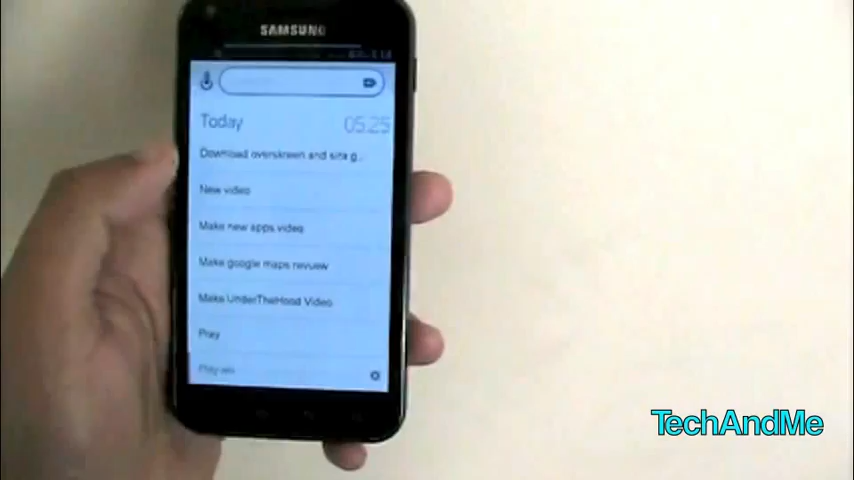 SAMSUNG
Today
05.25
Download overskreen and sita g...
New video
Make new apps video
Make google maps revuew
Make UnderTheHood Video
Pray
TechAndMe